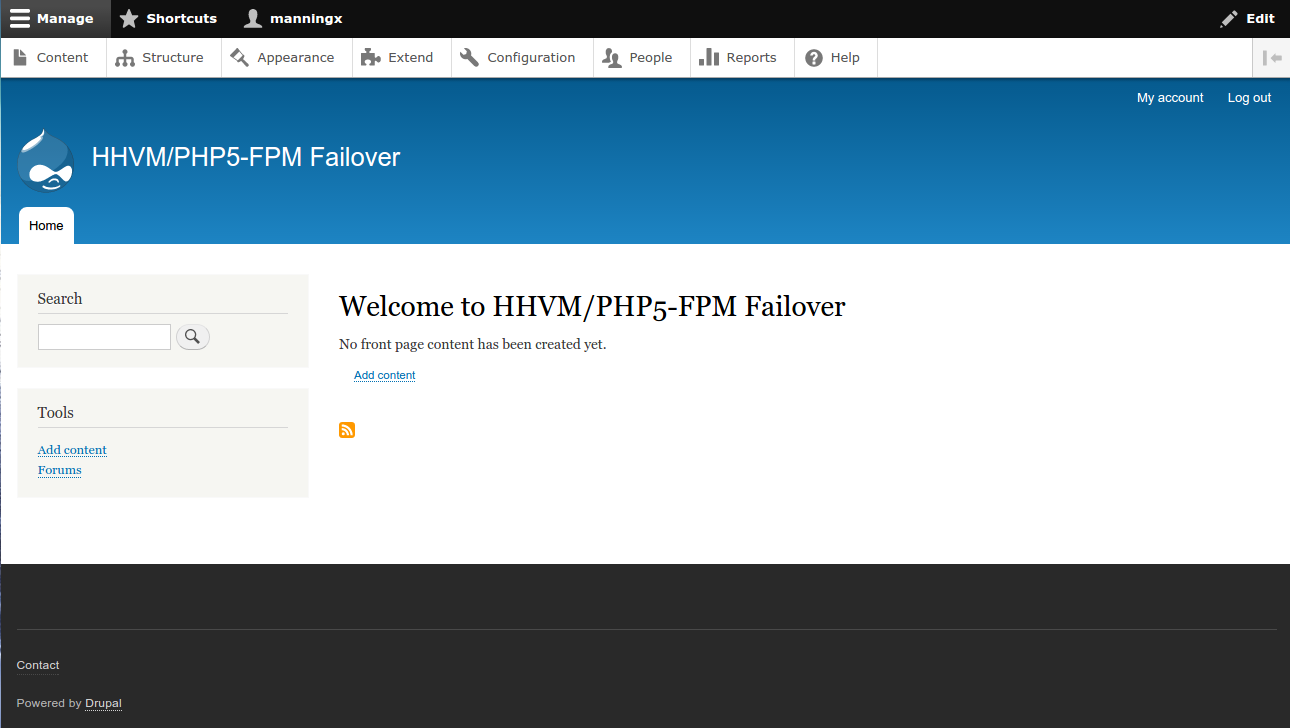 Manage Shortcuts manningx Edit
Content Structure Appearance Extend Configuration People Reports Help
My account Log out
HHVM/PHP5-FPM Failover
Home
Search
Welcome to HHVM/PHP5-FPM Failover
No front page content has been created yet.
Add content
Tools
Add content
Forums
Contact
Powered by Drupal